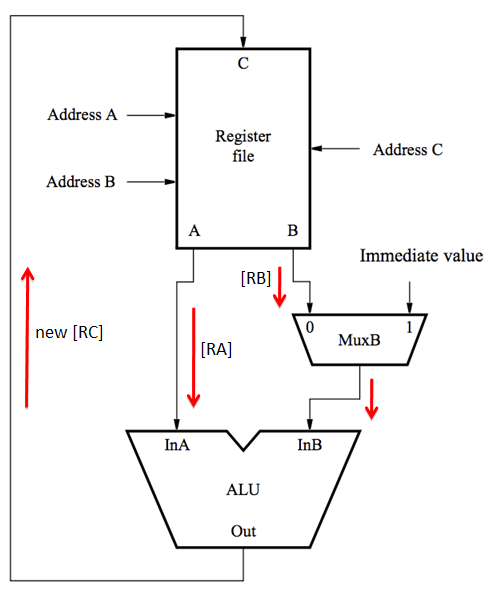 C
Address A
Register
file
Address C
Address B
A
B
Immediate value
[RB]
0
1
MuxB
new [RC]
[RA]
InA
InB
ALU
Out